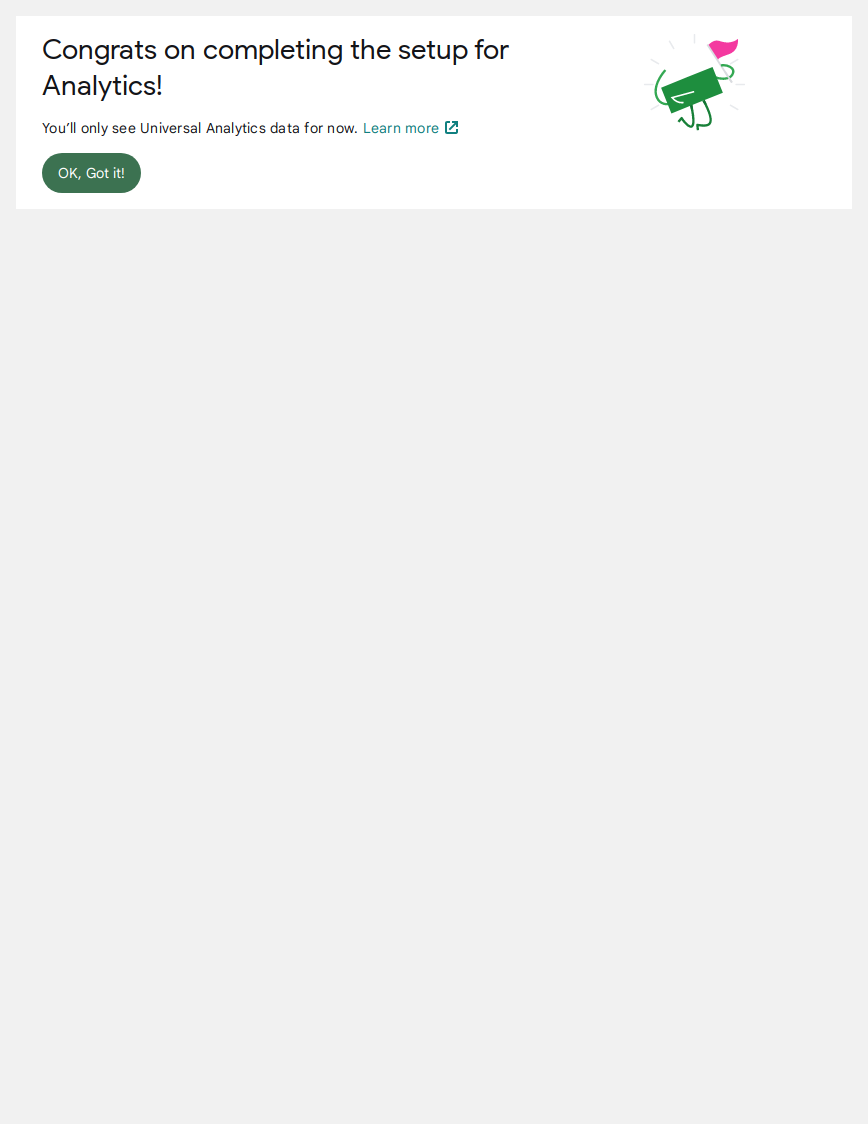 Congrats on completing the setup for
Analytics!
You’ll only see Universal Analytics data for now. Learn more
OK, Got it!